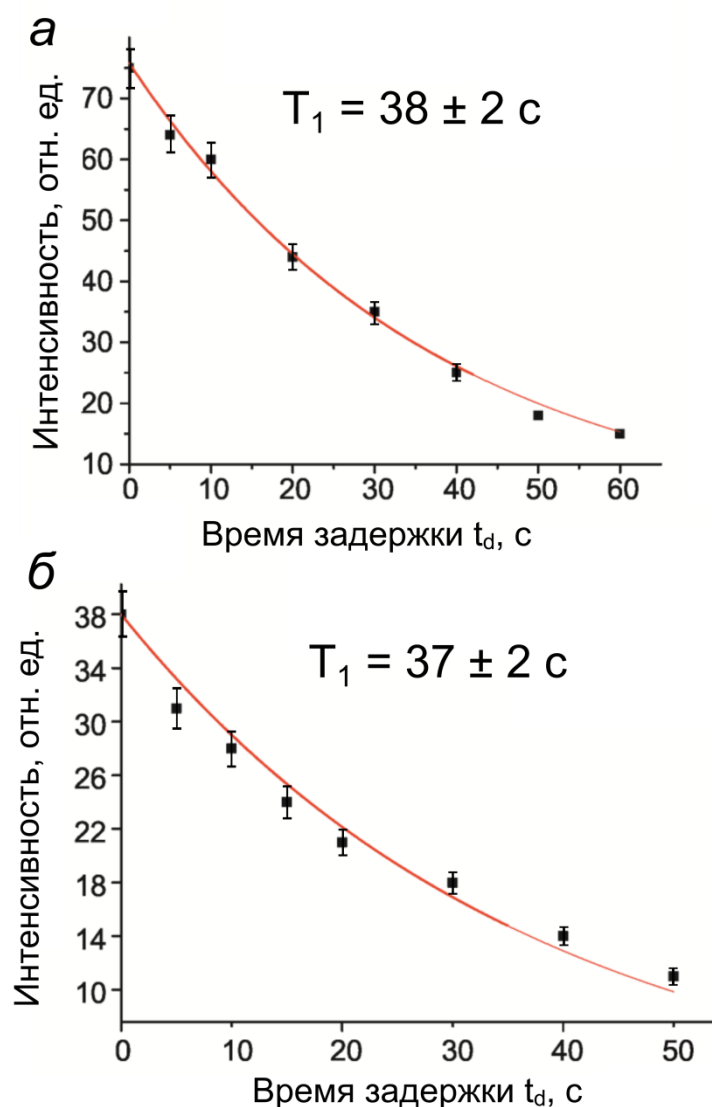 а
70
60
50
40
30
20
10
Интенсивность, отн. ед.
T₁ = 38 ± 2 с
0 10 20 30 40 50 60
Время задержки t_d, с
б
38
34
30
26
22
18
14
10
Интенсивность, отн. ед.
T₁ = 37 ± 2 с
0 10 20 30 40 50
Время задержки t_d, с